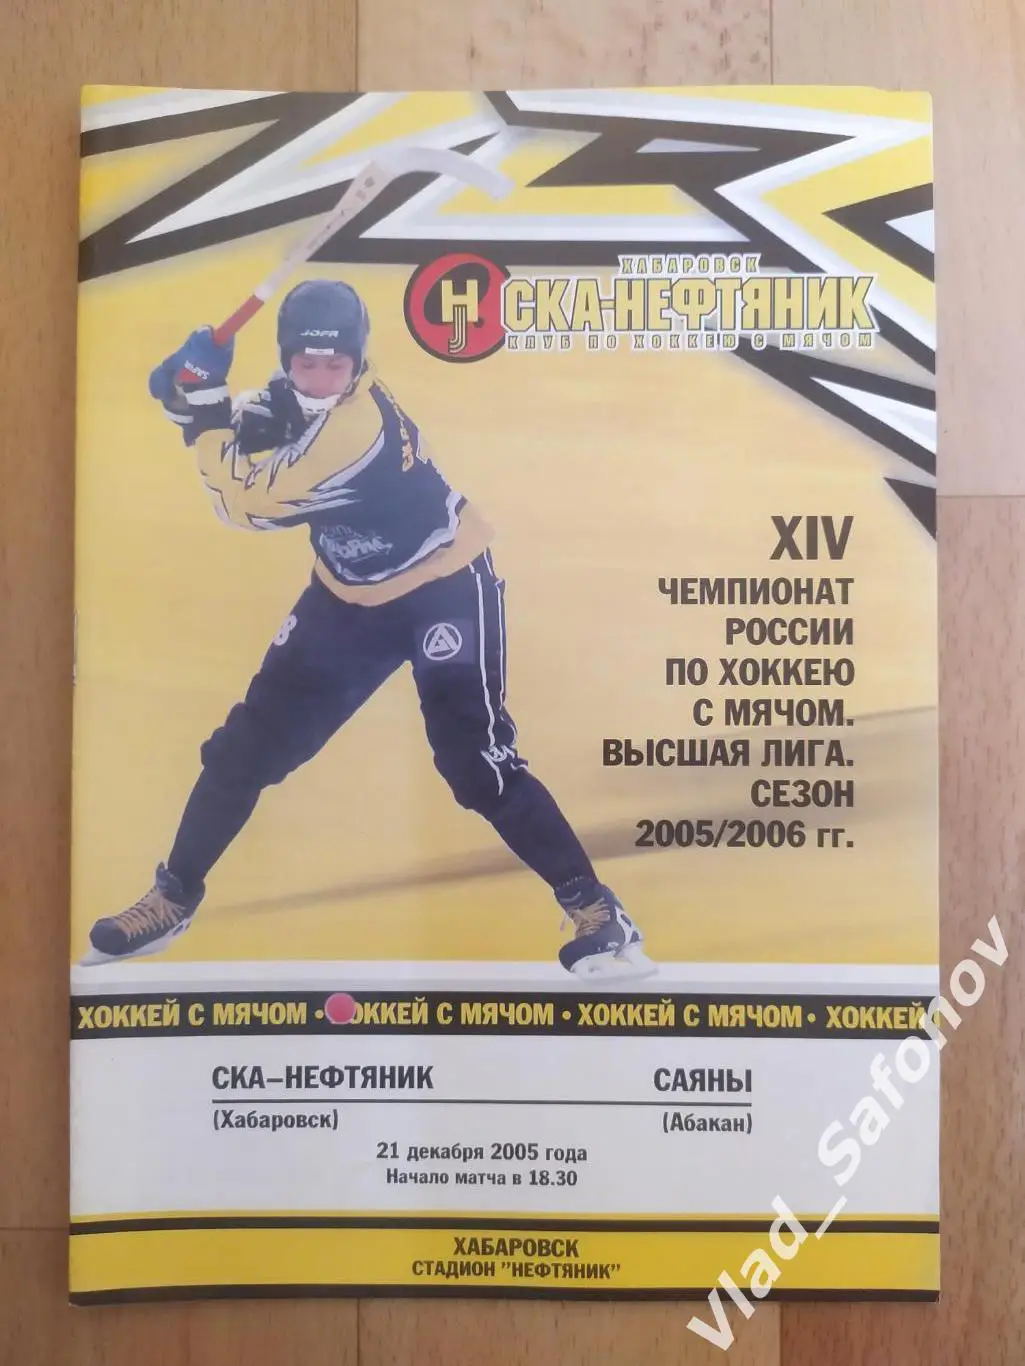 ХАБАРОВСК
СКА-НЕФТЯНИК
КЛУБ ПО ХОККЕЮ С МЯЧОМ
JOFA
XIV
ЧЕМПИОНАТ
РОССИИ
ПО ХОККЕЮ
С МЯЧОМ.
ВЫСШАЯ ЛИГА.
СЕЗОН
2005/2006 гг.
ХОККЕЙ С МЯЧОМ • ХОККЕЙ С МЯЧОМ • ХОККЕЙ С МЯЧОМ • ХОККЕЙ С
СКА–НЕФТЯНИК САЯНЫ
(Хабаровск) (Абакан)
21 декабря 2005 года
Начало матча в 18.30
ХАБАРОВСК
СТАДИОН "НЕФТЯНИК"
Vlad_Safonov